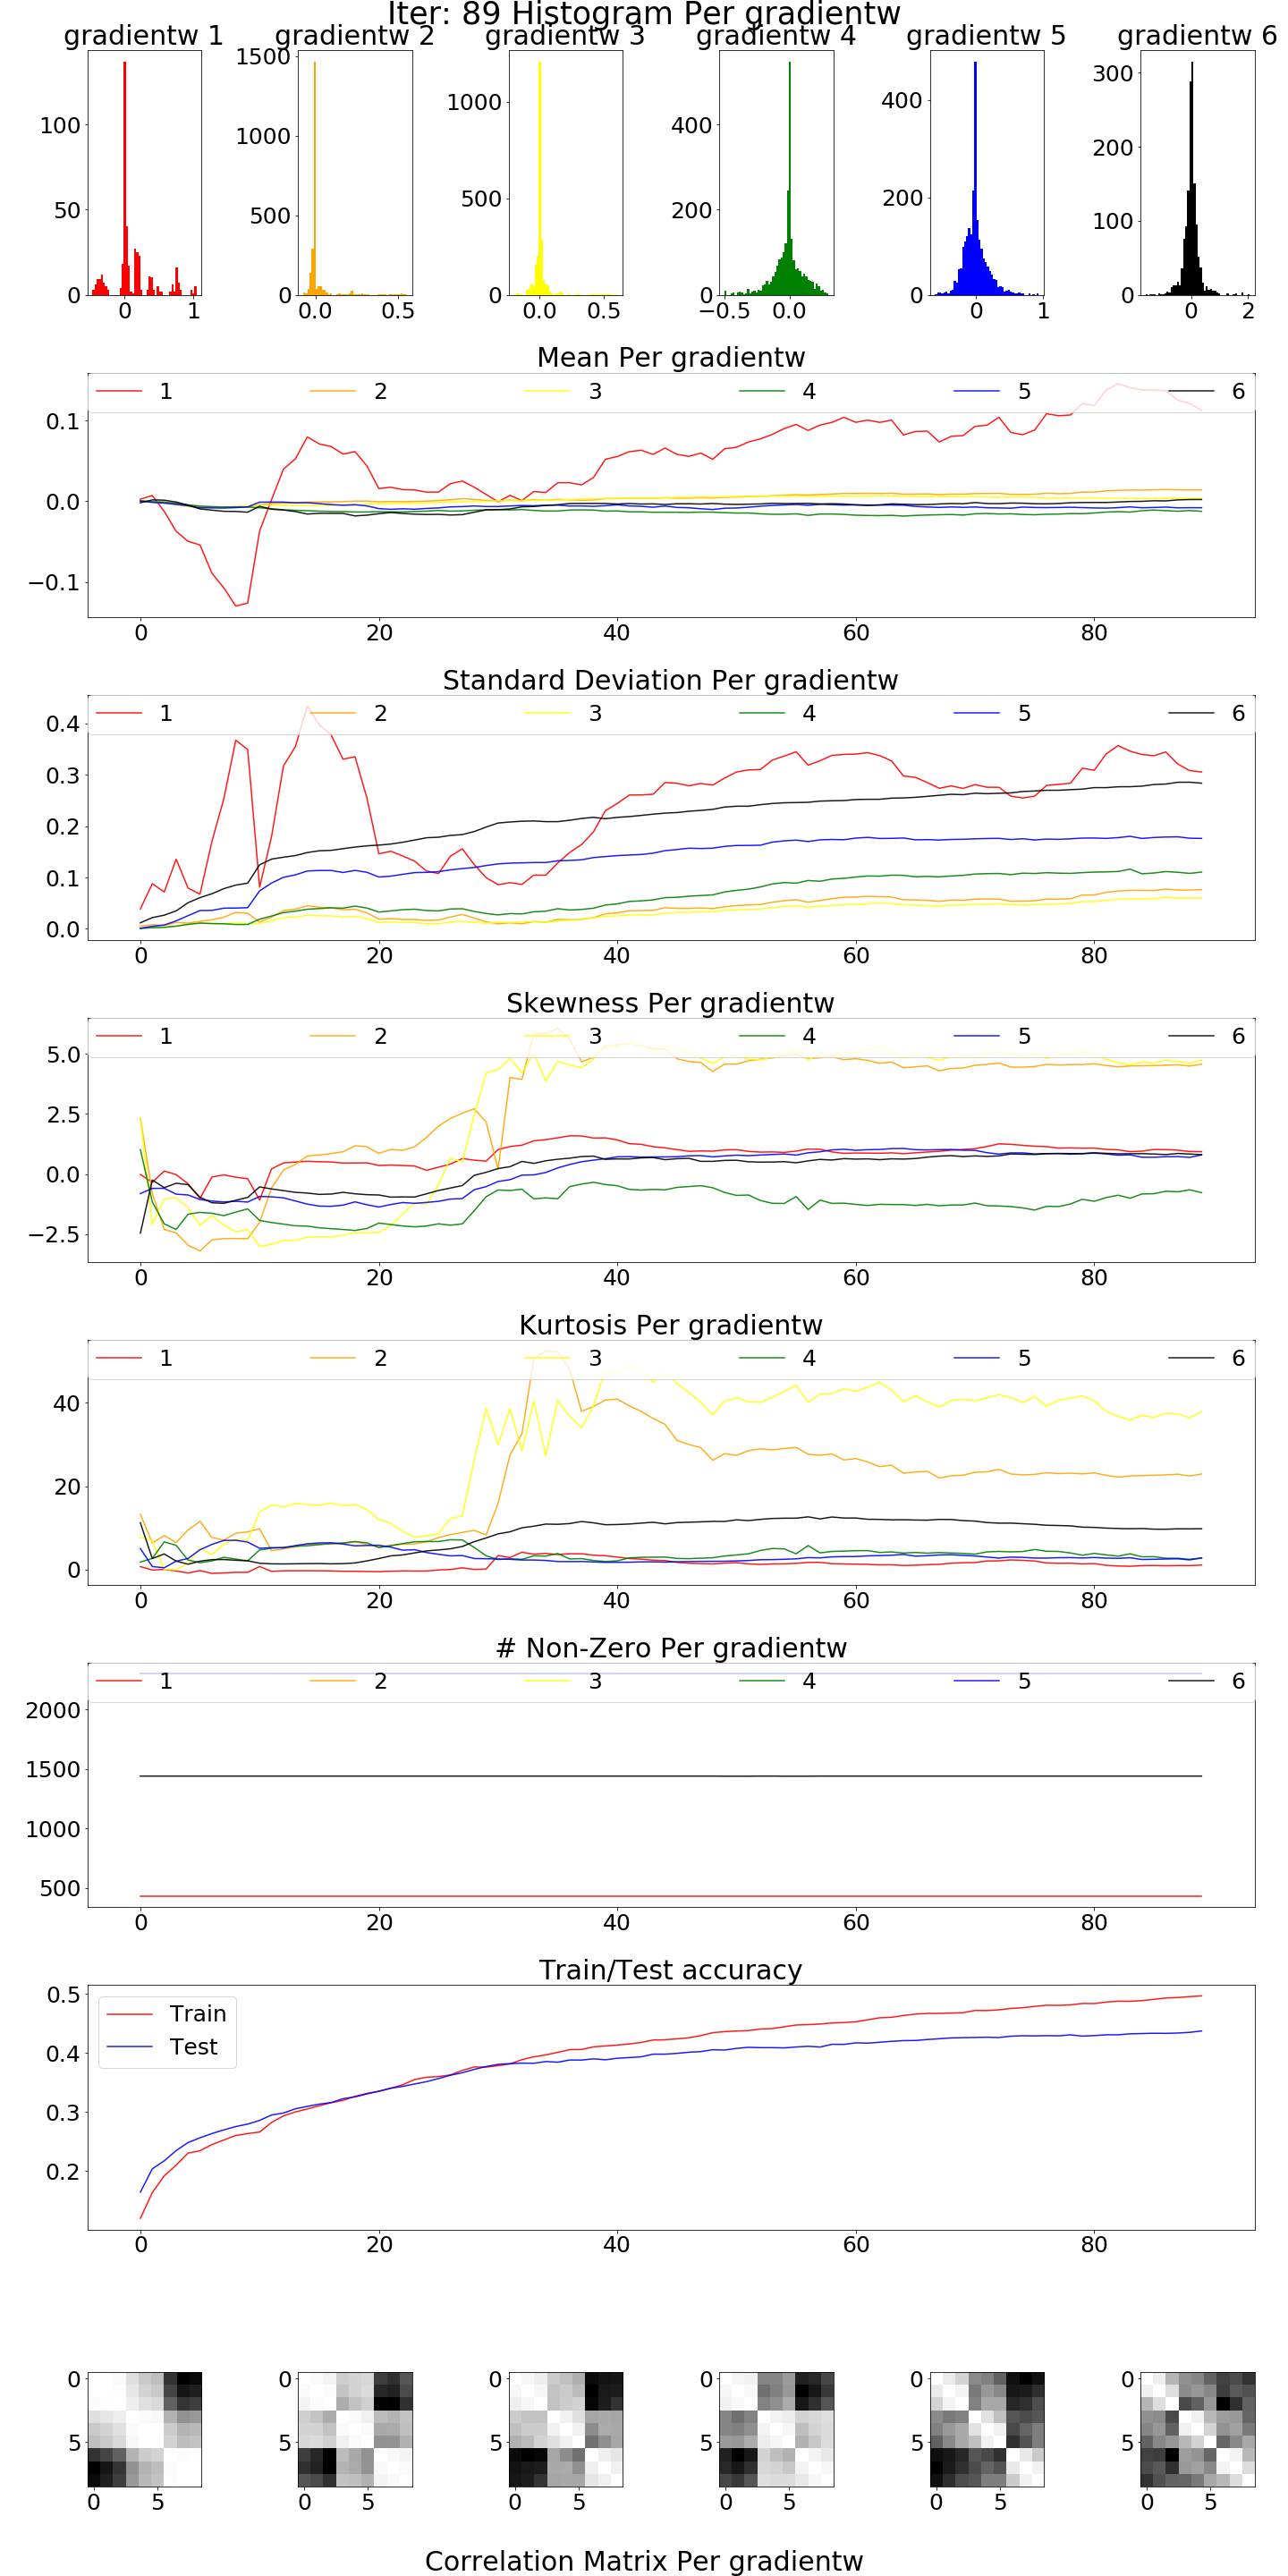 Iter: 89 Histogram Per gradientw
gradientw 1 gradientw 2 gradientw 3 gradientw 4 gradientw 5 gradientw 6
100
50
0
0 1
1500
1000
500
0
0.0 0.5
1000
500
0
0.0 0.5
400
200
0
−0.5 0.0
400
200
0
0 1
300
200
100
0
0 2
Mean Per gradientw
1 2 3 4 5 6
0.1
0.0
−0.1
0 20 40 60 80
Standard Deviation Per gradientw
1 2 3 4 5 6
0.4
0.3
0.2
0.1
0.0
0 20 40 60 80
Skewness Per gradientw
1 2 3 4 5 6
5.0
2.5
0.0
−2.5
0 20 40 60 80
Kurtosis Per gradientw
1 2 3 4 5 6
40
20
0
0 20 40 60 80
# Non-Zero Per gradientw
1 2 3 4 5 6
2000
1500
1000
500
0 20 40 60 80
Train/Test accuracy
Train
Test
0.5
0.4
0.3
0.2
0 20 40 60 80
0 0 0 0 0 0
5 5 5 5 5 5
0 5 0 5 0 5 0 5 0 5 0 5
Correlation Matrix Per gradientw